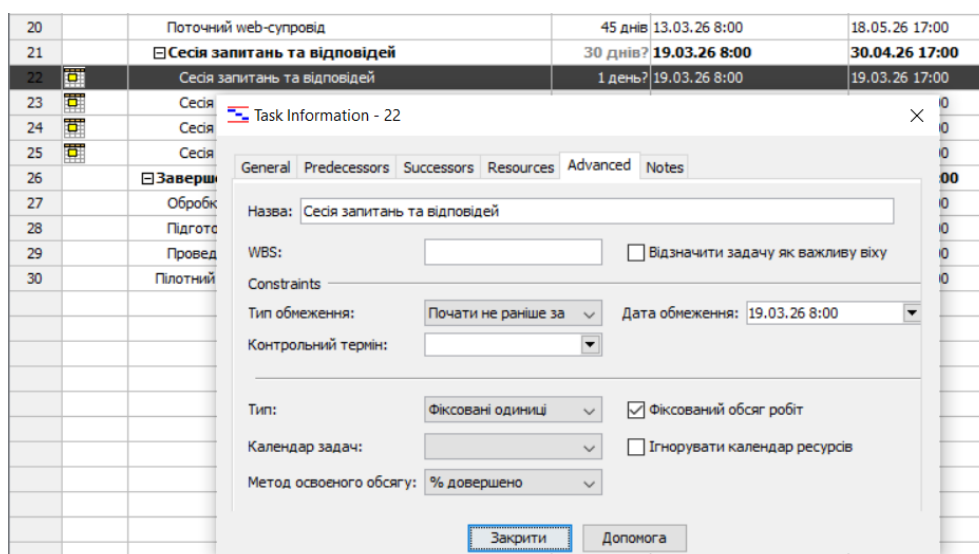 20 Поточний web-супровід 45 днів 13.03.26 8:00 18.05.26 17:00
21 Сесія запитань та відповідей 30 днів? 19.03.26 8:00 30.04.26 17:00
22 Сесія запитань та відповідей 1 день? 19.03.26 8:00 19.03.26 17:00
23 Сесія
24 Сесія
25 Сесія
26
27
28
29
30 Пілотний
Task Information - 22
General Predecessors Successors Resources Advanced Notes
Назва: Сесія запитань та відповідей
WBS: Відзначити задачу як важливу віху
Constraints
Тип обмеження: Почати не раніше за Дата обмеження: 19.03.26 8:00
Контрольний термін:
Тип: Фіксовані одиниці Фіксований обсяг робіт
Календар задач: Ігнорувати календар ресурсів
Метод освоєного обсягу: % довершено
Закрити Допомога